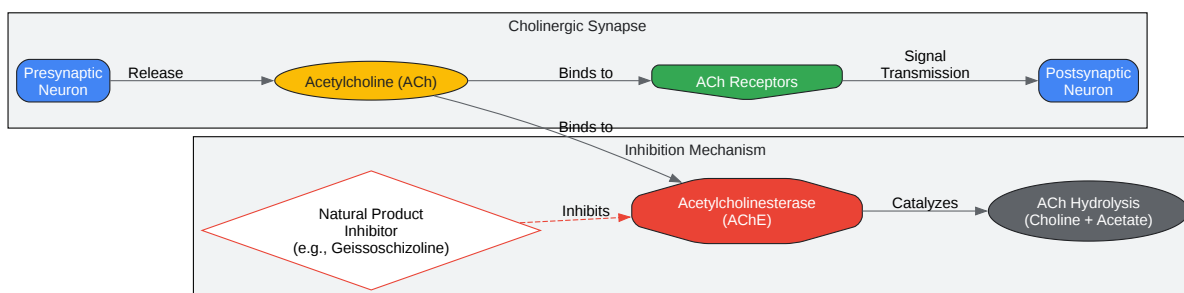 Cholinergic Synapse
Presynaptic
Neuron
Release
Acetylcholine (ACh)
Binds to
ACh Receptors
Signal
Transmission
Postsynaptic
Neuron
Binds to
Inhibition Mechanism
Natural Product
Inhibitor
(e.g., Geissoschizoline)
Inhibits
Acetylcholinesterase
(AChE)
Catalyzes
ACh Hydrolysis
(Choline + Acetate)